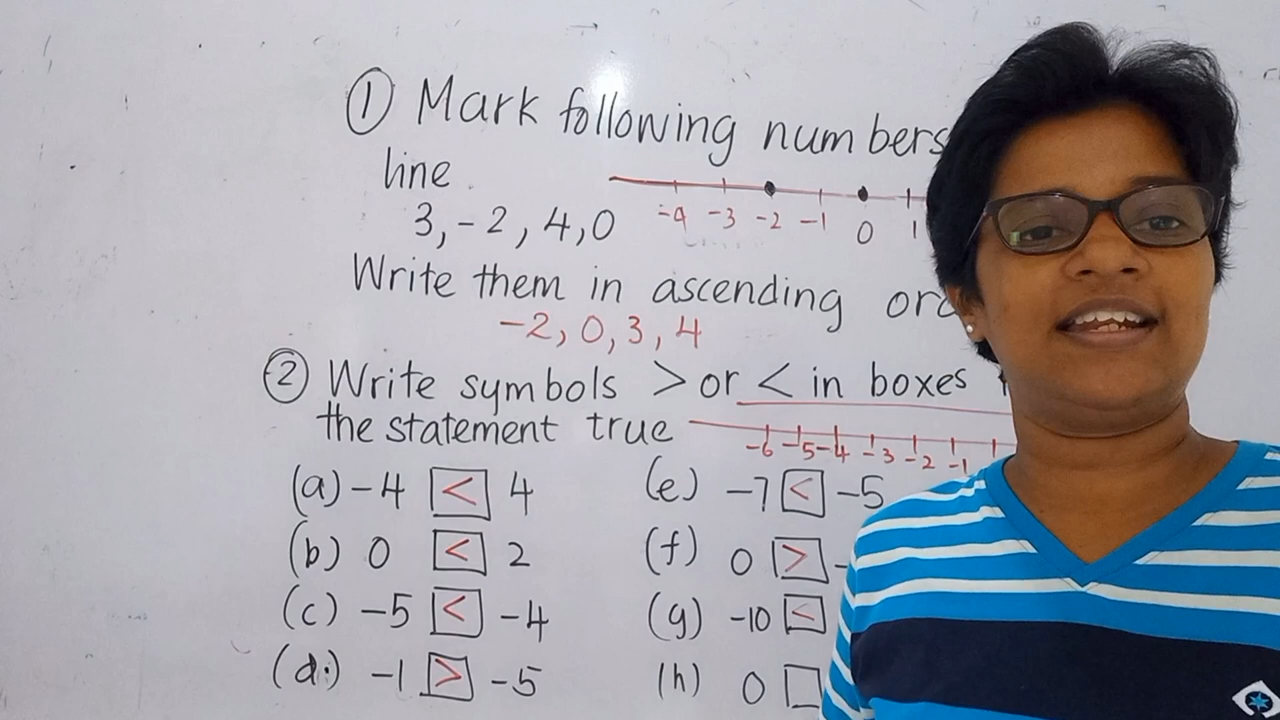 ① Mark following numbers
line
3, -2, 4, 0
-4 -3 -2 -1 0 1
Write them in ascending
-2, 0, 3, 4
② Write symbols > or < in boxes
the statement true
-6 -5 -4 -3 -2 -1
(a) -4 < 4
(b) 0 < 2
(c) -5 < -4
(d) -1 > -5
(e) -7 < -5
(f) 0 > -
(g) -10 <
(h) 0